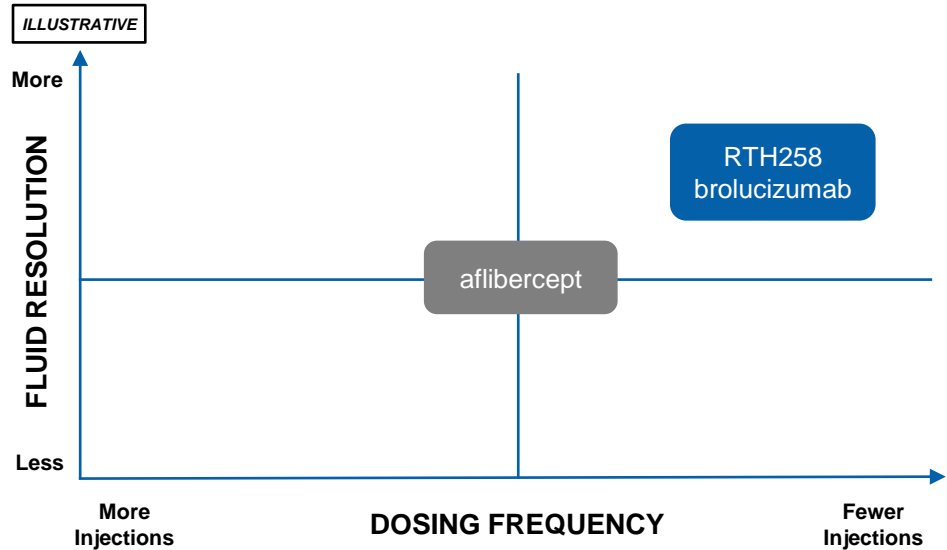 ILLUSTRATIVE
More
FLUID RESOLUTION
RTH258
brolucizumab
aflibercept
Less
More
Injections
DOSING FREQUENCY
Fewer
Injections